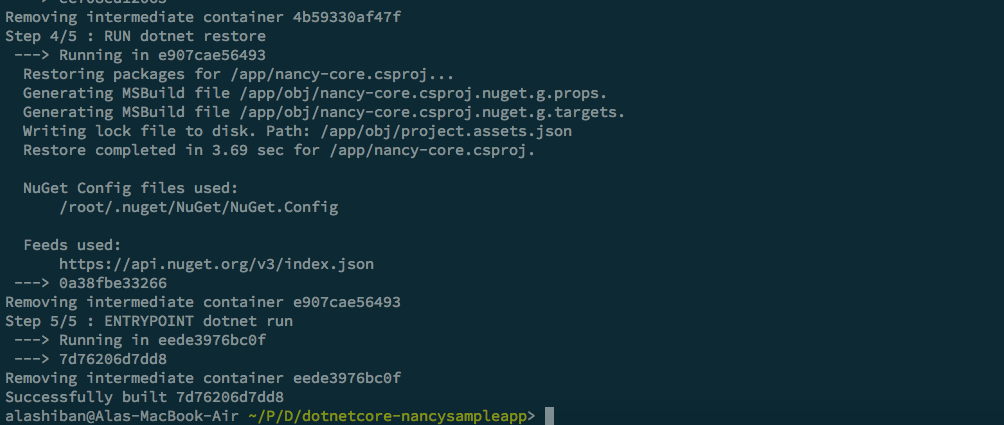 Removing intermediate container 4b59330af47f
Step 4/5 : RUN dotnet restore
 ---> Running in e907cae56493
  Restoring packages for /app/nancy-core.csproj...
  Generating MSBuild file /app/obj/nancy-core.csproj.nuget.g.props.
  Generating MSBuild file /app/obj/nancy-core.csproj.nuget.g.targets.
  Writing lock file to disk. Path: /app/obj/project.assets.json
  Restore completed in 3.69 sec for /app/nancy-core.csproj.
  NuGet Config files used:
      /root/.nuget/NuGet/NuGet.Config
  Feeds used:
      https://api.nuget.org/v3/index.json
 ---> 0a38fbe33266
Removing intermediate container e907cae56493
Step 5/5 : ENTRYPOINT dotnet run
 ---> Running in eede3976bc0f
 ---> 7d76206d7dd8
Removing intermediate container eede3976bc0f
Successfully built 7d76206d7dd8
alashiban@Alas-MacBook-Air ~/P/D/dotnetcore-nancysampleapp>